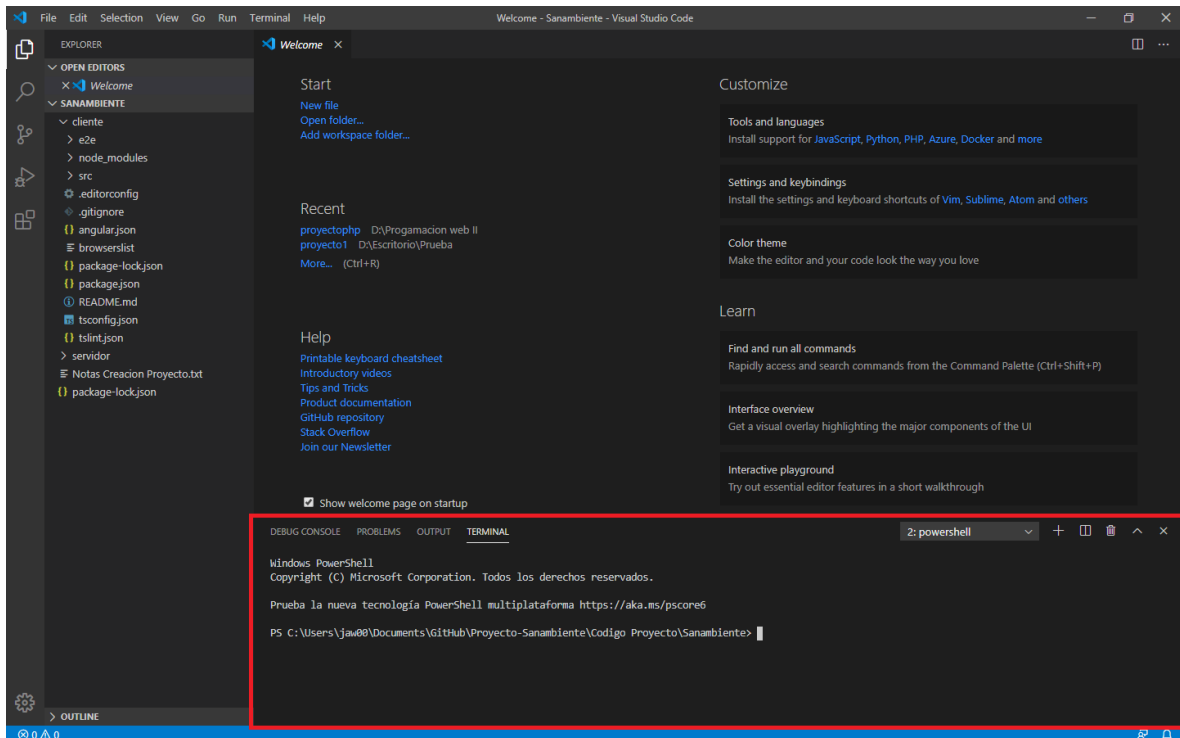 File Edit Selection View Go Run Terminal Help
Welcome - Sanambiente - Visual Studio Code
EXPLORER
OPEN EDITORS
Welcome
SANAMBIENTE
cliente
e2e
node_modules
src
.editorconfig
.gitignore
angular.json
browserslist
package-lock.json
package.json
README.md
tsconfig.json
tslint.json
servidor
Notas Creacion Proyecto.txt
package-lock.json
OUTLINE
Welcome
Start
New file
Open folder...
Add workspace folder...
Recent
proyectophp D:\Progamacion web II
proyecto1 D:\Escritorio\Prueba
More... (Ctrl+R)
Help
Printable keyboard cheatsheet
Introductory videos
Tips and Tricks
Product documentation
GitHub repository
Stack Overflow
Join our Newsletter
Show welcome page on startup
Customize
Tools and languages
Install support for JavaScript, Python, PHP, Azure, Docker and more
Settings and keybindings
Install the settings and keyboard shortcuts of Vim, Sublime, Atom and others
Color theme
Make the editor and your code look the way you love
Learn
Find and run all commands
Rapidly access and search commands from the Command Palette (Ctrl+Shift+P)
Interface overview
Get a visual overlay highlighting the major components of the UI
Interactive playground
Try out essential editor features in a short walkthrough
DEBUG CONSOLE PROBLEMS OUTPUT TERMINAL
2: powershell
Windows PowerShell
Copyright (C) Microsoft Corporation. Todos los derechos reservados.
Prueba la nueva tecnología PowerShell multiplataforma https://aka.ms/pscore6
PS C:\Users\jaw00\Documents\GitHub\Proyecto-Sanambiente\Codigo Proyecto\Sanambiente>
0 0